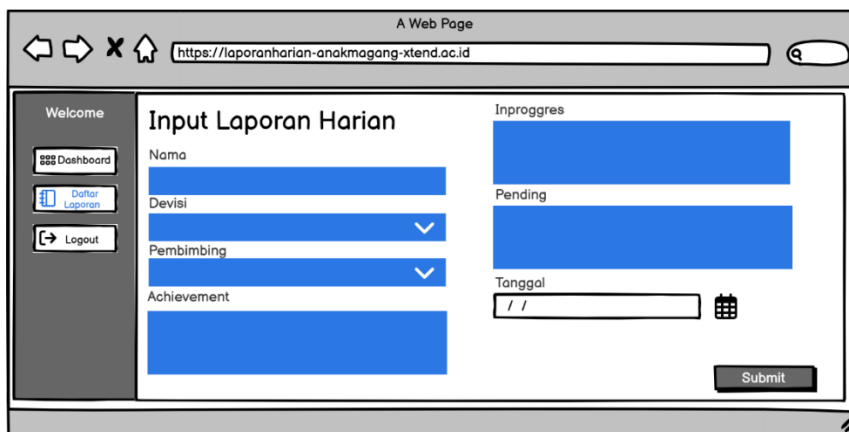 A Web Page
https://laporanharian-anakmagang-xtend.ac.id
Welcome
Dashboard
Daftar
Laporan
Logout
Input Laporan Harian
Nama
Devisi
Pembimbing
Achievement
Inproggres
Pending
Tanggal
/ /
Submit